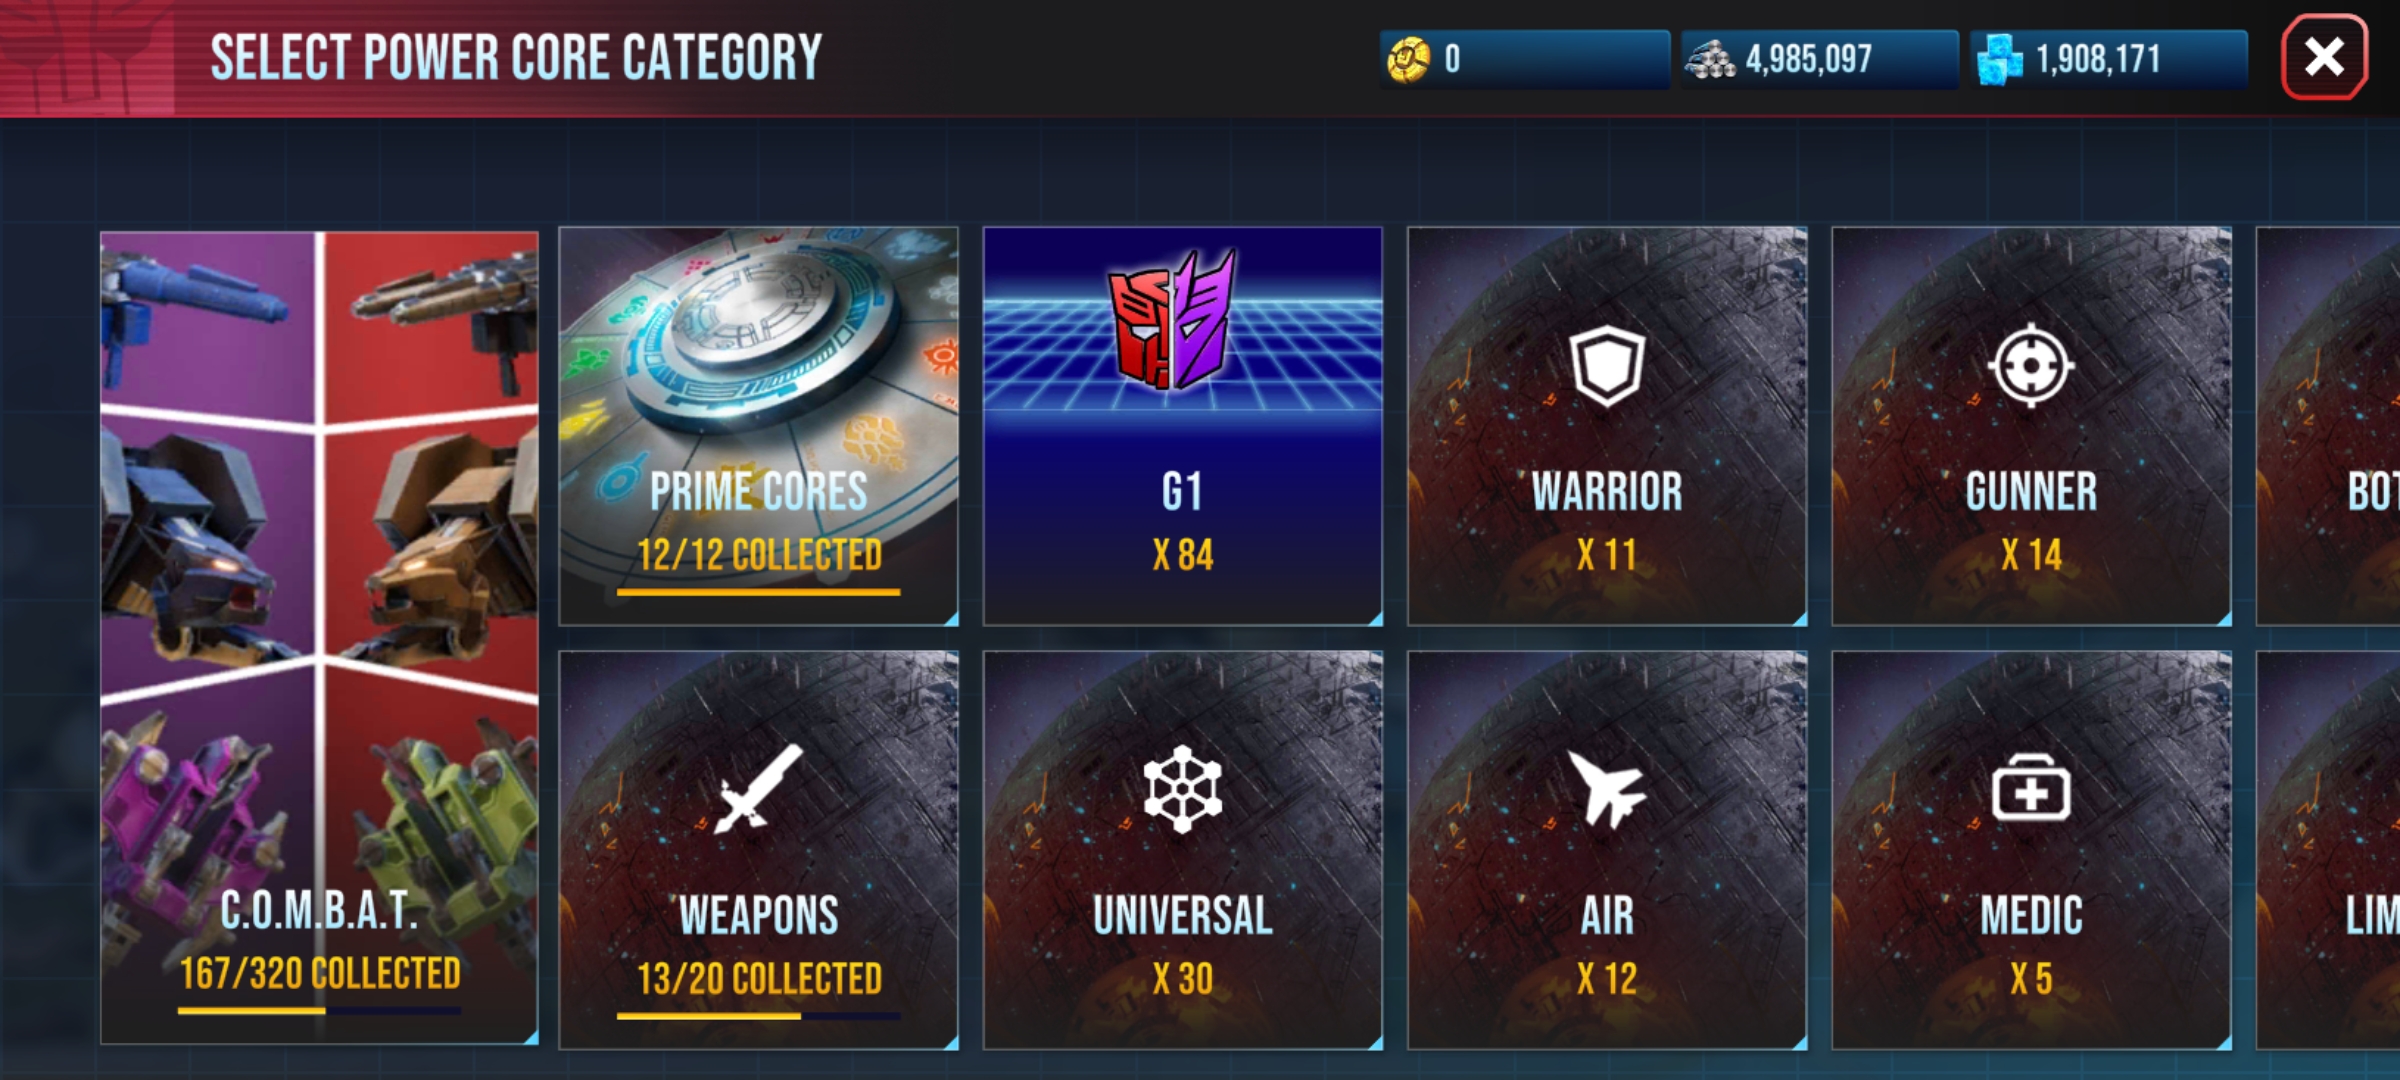 SELECT POWER CORE CATEGORY
0
4,985,097
1,908,171
C.O.M.B.A.T.
167/320 COLLECTED
PRIME CORES
12/12 COLLECTED
G1
X 84
WARRIOR
X 11
GUNNER
X 14
WEAPONS
13/20 COLLECTED
UNIVERSAL
X 30
AIR
X 12
MEDIC
X 5